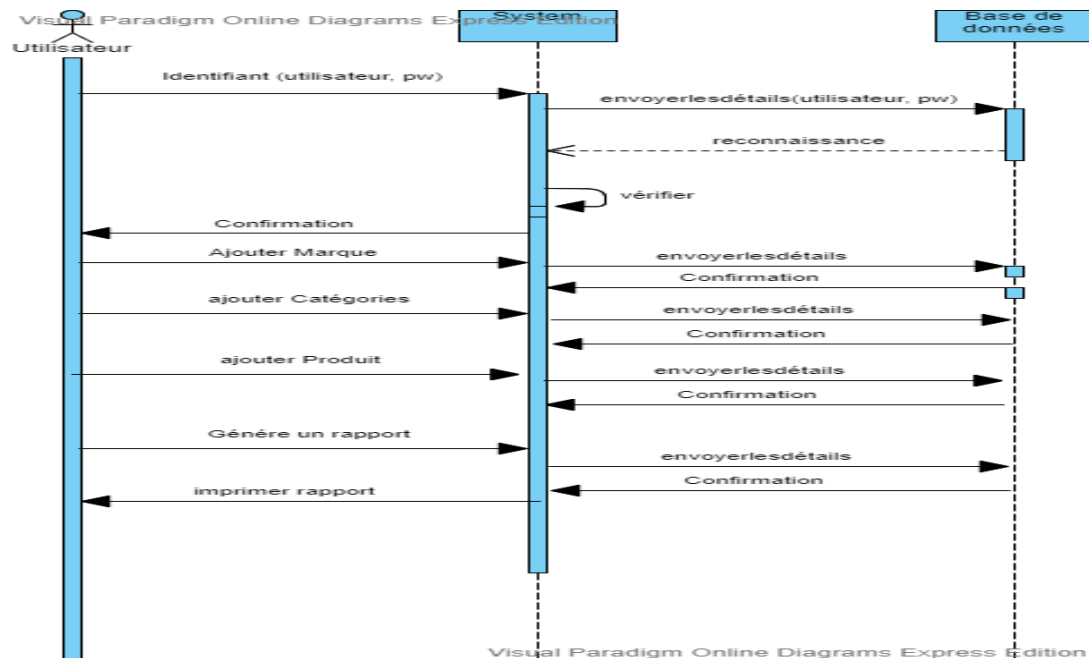 Visual Paradigm Online Diagrams Express Edition
System
Base de
données
Utilisateur
Identifiant (utilisateur, pw)
envoyerlesdétails(utilisateur, pw)
reconnaissance
vérifier
Confirmation
Ajouter Marque
envoyerlesdétails
Confirmation
ajouter Catégories
envoyerlesdétails
Confirmation
ajouter Produit
envoyerlesdétails
Confirmation
Génére un rapport
envoyerlesdétails
Confirmation
imprimer rapport
Visual Paradigm Online Diagrams Express Edition